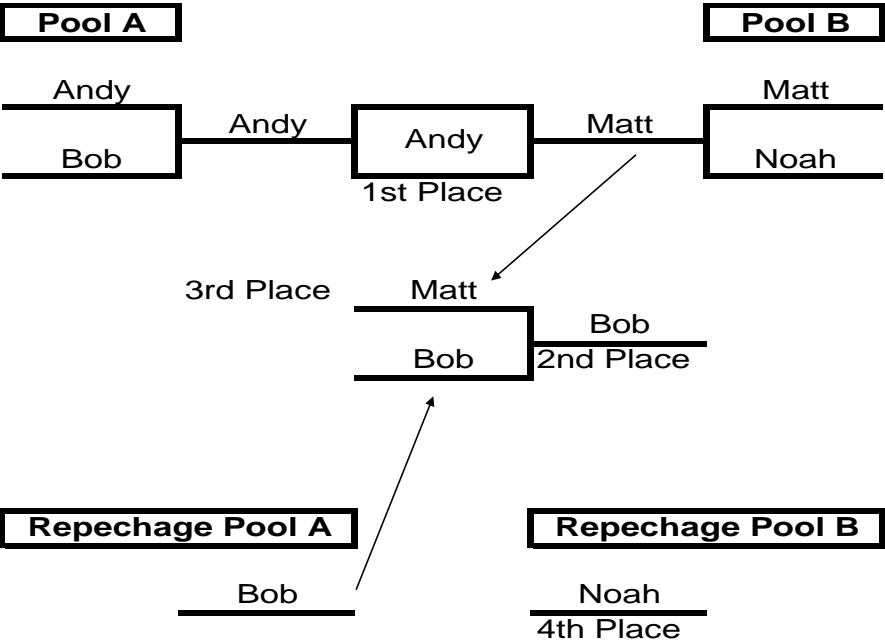 Pool A Pool B
Andy Matt
Andy Andy Matt
Bob Noah
1st Place
3rd Place Matt
Bob
Bob 2nd Place
Repechage Pool A Repechage Pool B
Bob Noah
4th Place